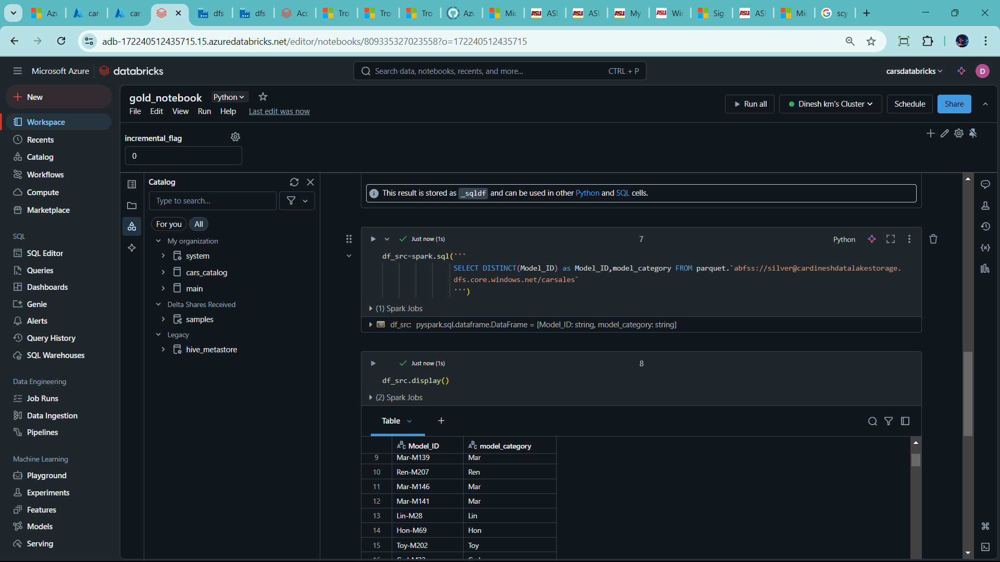 Azu
car
car
dfs
dfs
Acc
Tro
Tro
Tro
Azu
Mic
ASU
ASU
My
Win
Sig
ASU
Mic
scy
adb-172240512435715.15.azuredatabricks.net/editor/notebooks/809335327023558?o=172240512435715
Microsoft Azure
databricks
Search data, notebooks, recents, and more...
CTRL + P
carsdatabricks
D
New
Workspace
Recents
Catalog
Workflows
Compute
Marketplace
SQL
SQL Editor
Queries
Dashboards
Genie
Alerts
Query History
SQL Warehouses
Data Engineering
Job Runs
Data Ingestion
Pipelines
Machine Learning
Playground
Experiments
Features
Models
Serving
gold_notebook
Python
File Edit View Run Help Last edit was now
Run all
Dinesh km's Cluster
Schedule
Share
incremental_flag
0
Catalog
Type to search...
For you
All
My organization
system
cars_catalog
main
Delta Shares Received
samples
Legacy
hive_metastore
This result is stored as _sqldf and can be used in other Python and SQL cells.
Just now (1s)
7
Python
df_src=spark.sql('''
SELECT DISTINCT(Model_ID) as Model_ID,model_category FROM parquet.`abfss://silver@cardineshdatalakestorage.
dfs.core.windows.net/carsales`
''')
(1) Spark Jobs
df_src: pyspark.sql.dataframe.DataFrame = [Model_ID: string, model_category: string]
Just now (1s)
8
df_src.display()
(2) Spark Jobs
Table
Model_ID model_category
9 Mar-M139 Mar
10 Ren-M207 Ren
11 Mar-M146 Mar
12 Mar-M141 Mar
13 Lin-M28 Lin
14 Hon-M69 Hon
15 Toy-M202 Toy